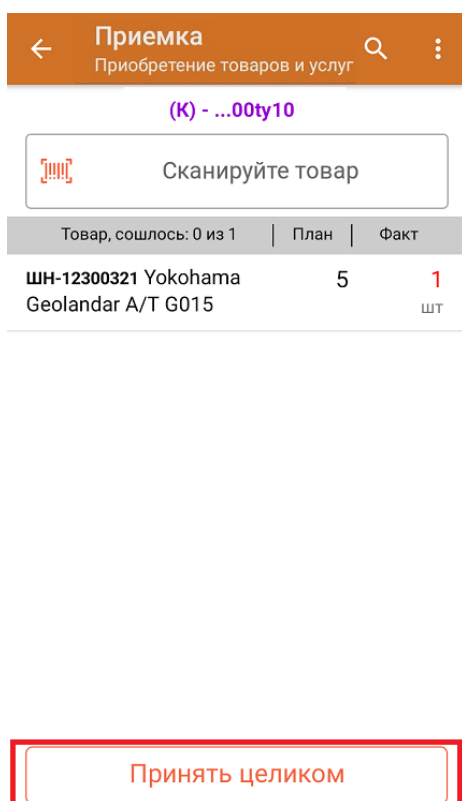 Приемка
Приобретение товаров и услуг
(К) - ...00ty10
Сканируйте товар
Товар, сошлось: 0 из 1 | План | Факт
ШН-12300321 Yokohama 5 1
Geolandar A/T G015 шт
Принять целиком